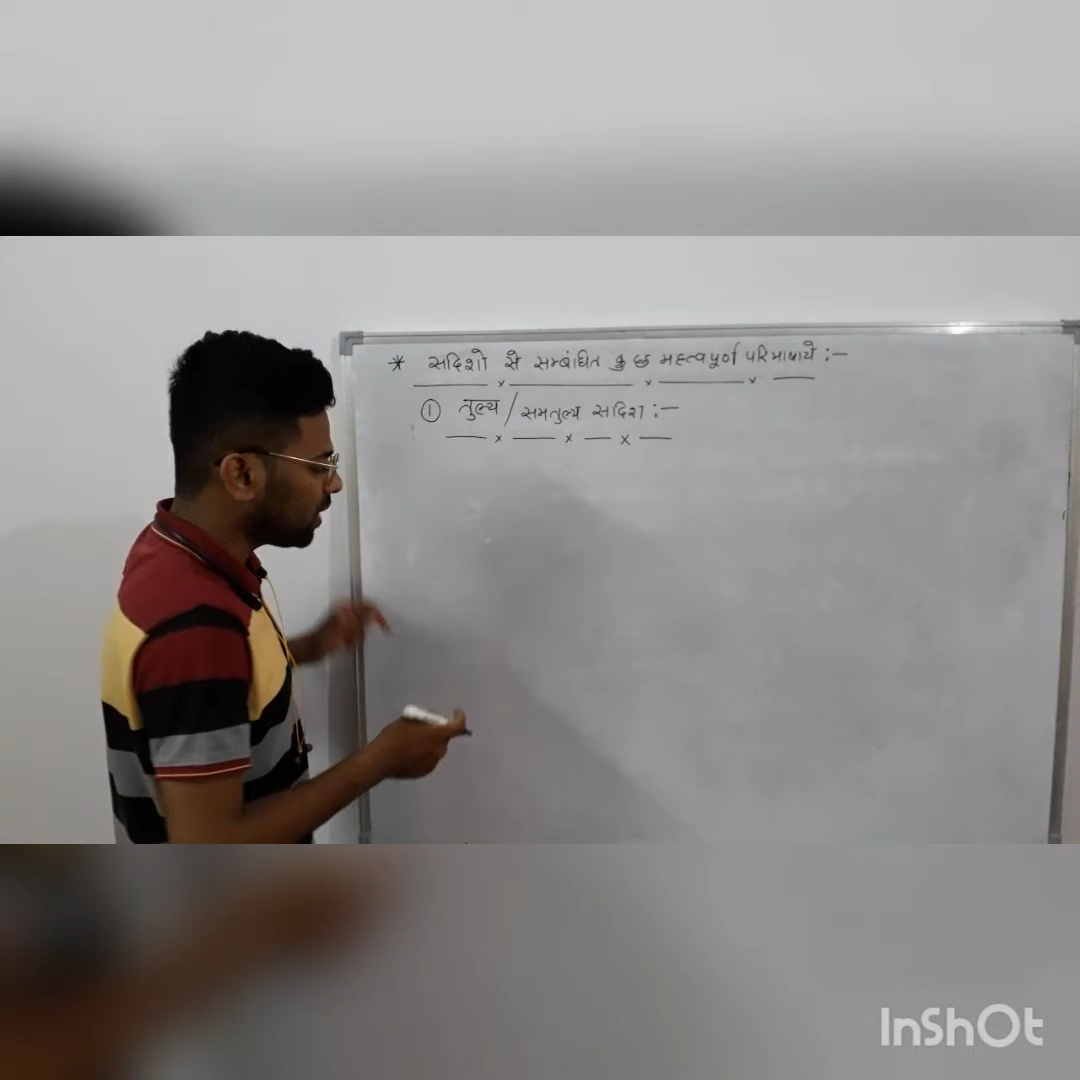 * सदिशो से सम्बंधित कुछ महत्वपूर्ण परिभाषाये :-
① तुल्य / समतुल्य सदिश :-
InShOt